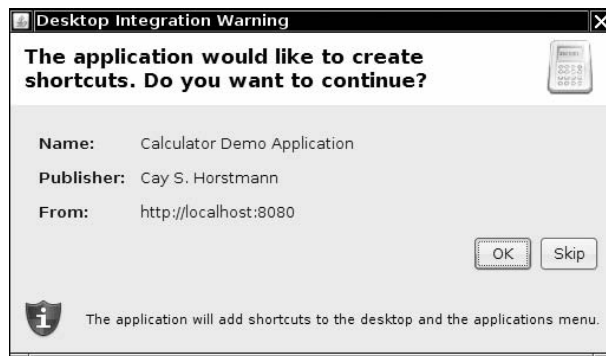 Desktop Integration Warning
The application would like to create
shortcuts. Do you want to continue?
Name: Calculator Demo Application
Publisher: Cay S. Horstmann
From: http://localhost:8080
OK Skip
The application will add shortcuts to the desktop and the applications menu.